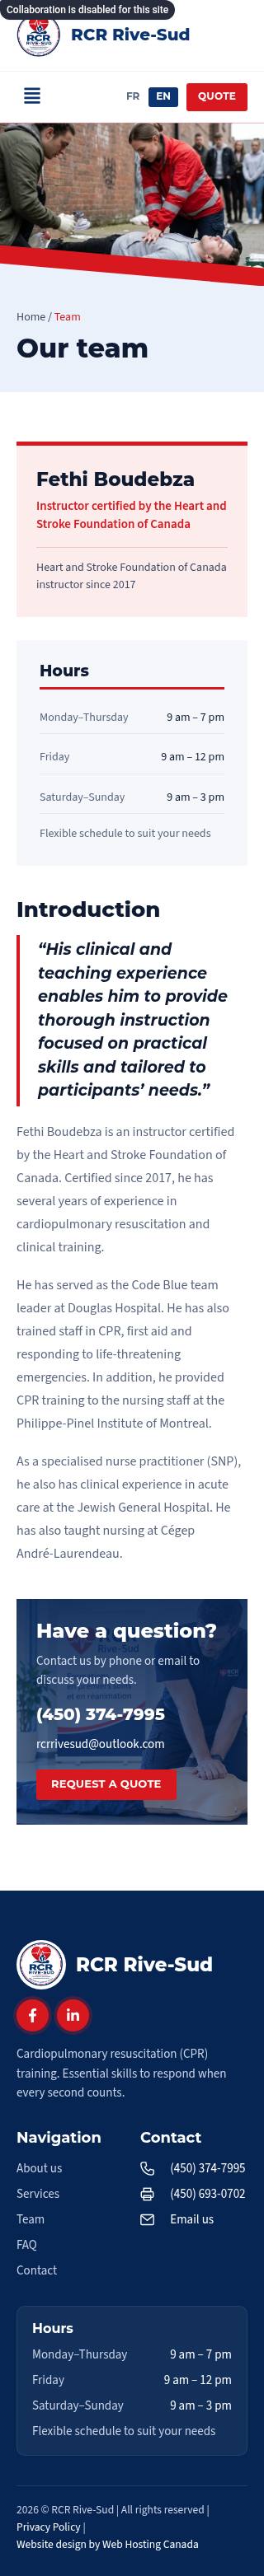 Collaboration is disabled for this site
RCR Rive-Sud
FR EN QUOTE
Home / Team
Our team
Fethi Boudebza
Instructor certified by the Heart and
Stroke Foundation of Canada
Heart and Stroke Foundation of Canada
instructor since 2017
Hours
Monday–Thursday 9 am – 7 pm
Friday 9 am – 12 pm
Saturday–Sunday 9 am – 3 pm
Flexible schedule to suit your needs
Introduction
“His clinical and
teaching experience
enables him to provide
thorough instruction
focused on practical
skills and tailored to
participants’ needs.”
Fethi Boudebza is an instructor certified
by the Heart and Stroke Foundation of
Canada. Certified since 2017, he has
several years of experience in
cardiopulmonary resuscitation and
clinical training.
He has served as the Code Blue team
leader at Douglas Hospital. He has also
trained staff in CPR, first aid and
responding to life-threatening
emergencies. In addition, he provided
CPR training to the nursing staff at the
Philippe-Pinel Institute of Montreal.
As a specialised nurse practitioner (SNP),
he also has clinical experience in acute
care at the Jewish General Hospital. He
has also taught nursing at Cégep
André-Laurendeau.
Have a question?
Contact us by phone or email to
discuss your needs.
(450) 374-7995
rcrrivesud@outlook.com
REQUEST A QUOTE
RCR Rive-Sud
Cardiopulmonary resuscitation (CPR)
training. Essential skills to respond when
every second counts.
Navigation
About us
Services
Team
FAQ
Contact
Contact
(450) 374-7995
(450) 693-0702
Email us
Hours
Monday–Thursday 9 am – 7 pm
Friday 9 am – 12 pm
Saturday–Sunday 9 am – 3 pm
Flexible schedule to suit your needs
2026 © RCR Rive-Sud | All rights reserved |
Privacy Policy |
Website design by Web Hosting Canada